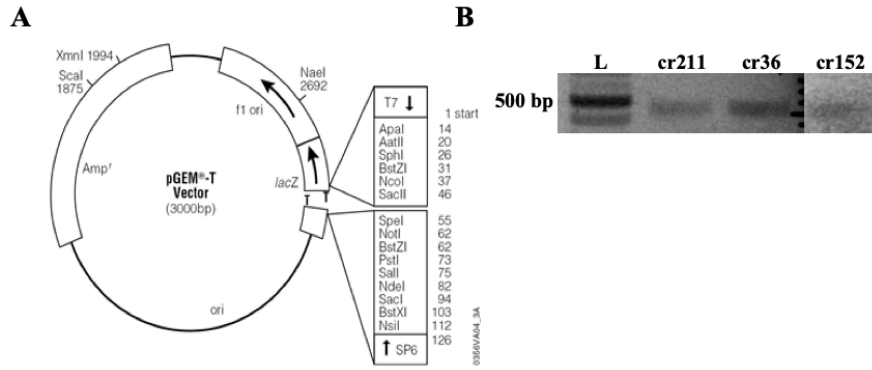 A
XmnI 1994
ScaI
1875
NaeI
2692
f1 ori
Ampʳ
pGEM®-T
Vector
(3000bp)
lacZ
T
T
ori
T7 ↓
1 start
ApaI 14
AatII 20
SphI 26
BstZI 31
NcoI 37
SacII 46
SpeI 55
NotI 62
BstZI 62
PstI 73
SalI 75
NdeI 82
SacI 94
BstXI 103
NsiI 112
↑ SP6
126
0356VA04_3A
B
L cr211 cr36 cr152
500 bp